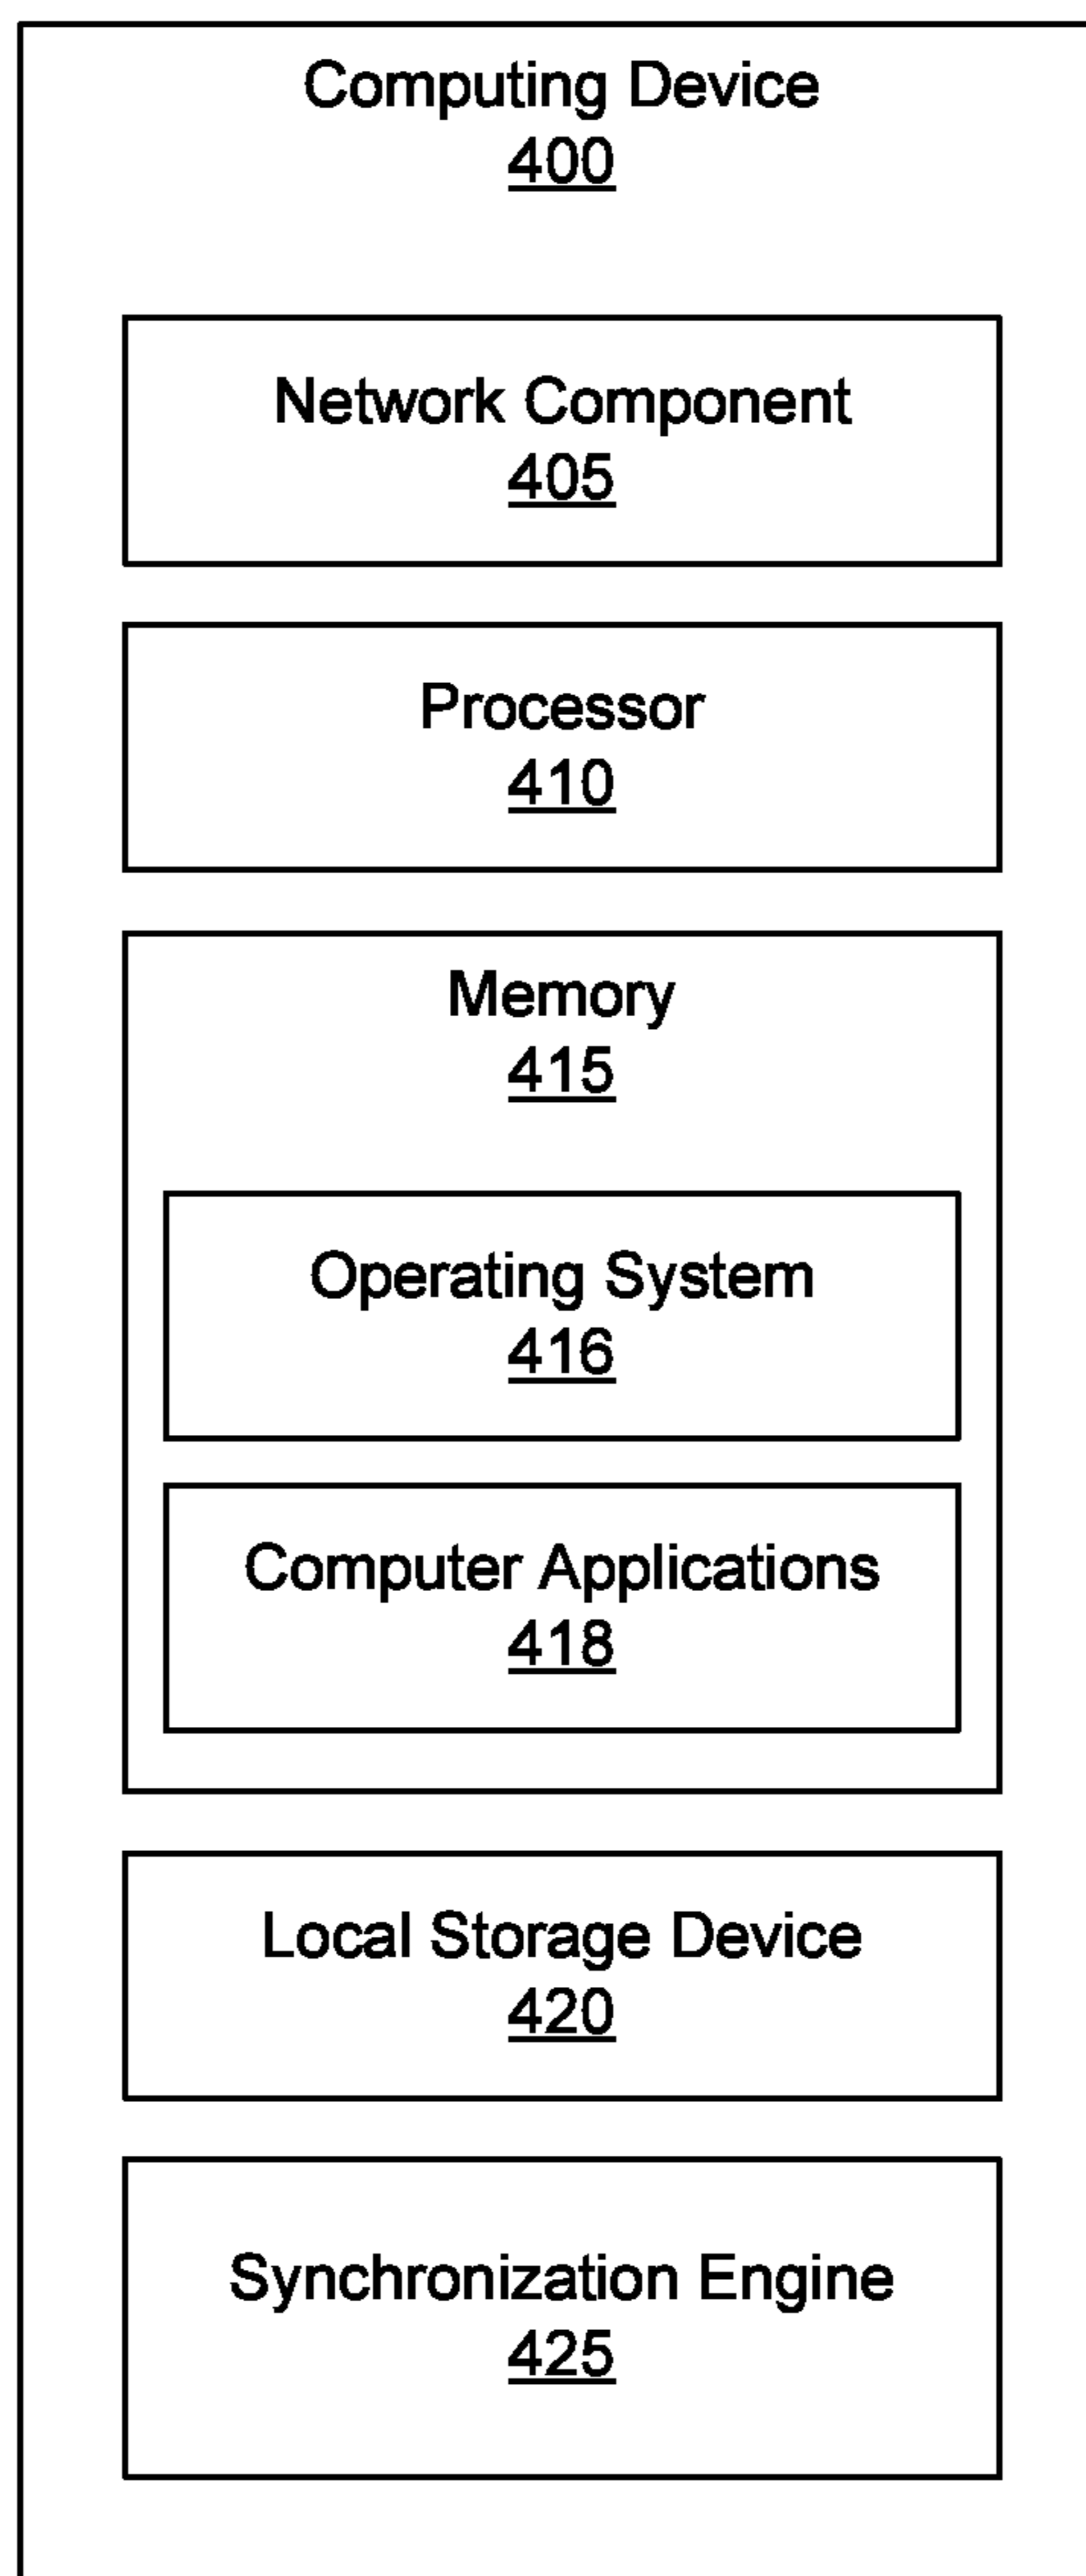 Computing Device
400
Network Component
405
Processor
410
Memory
415
Operating System
416
Computer Applications
418
Local Storage Device
420
Synchronization Engine
425